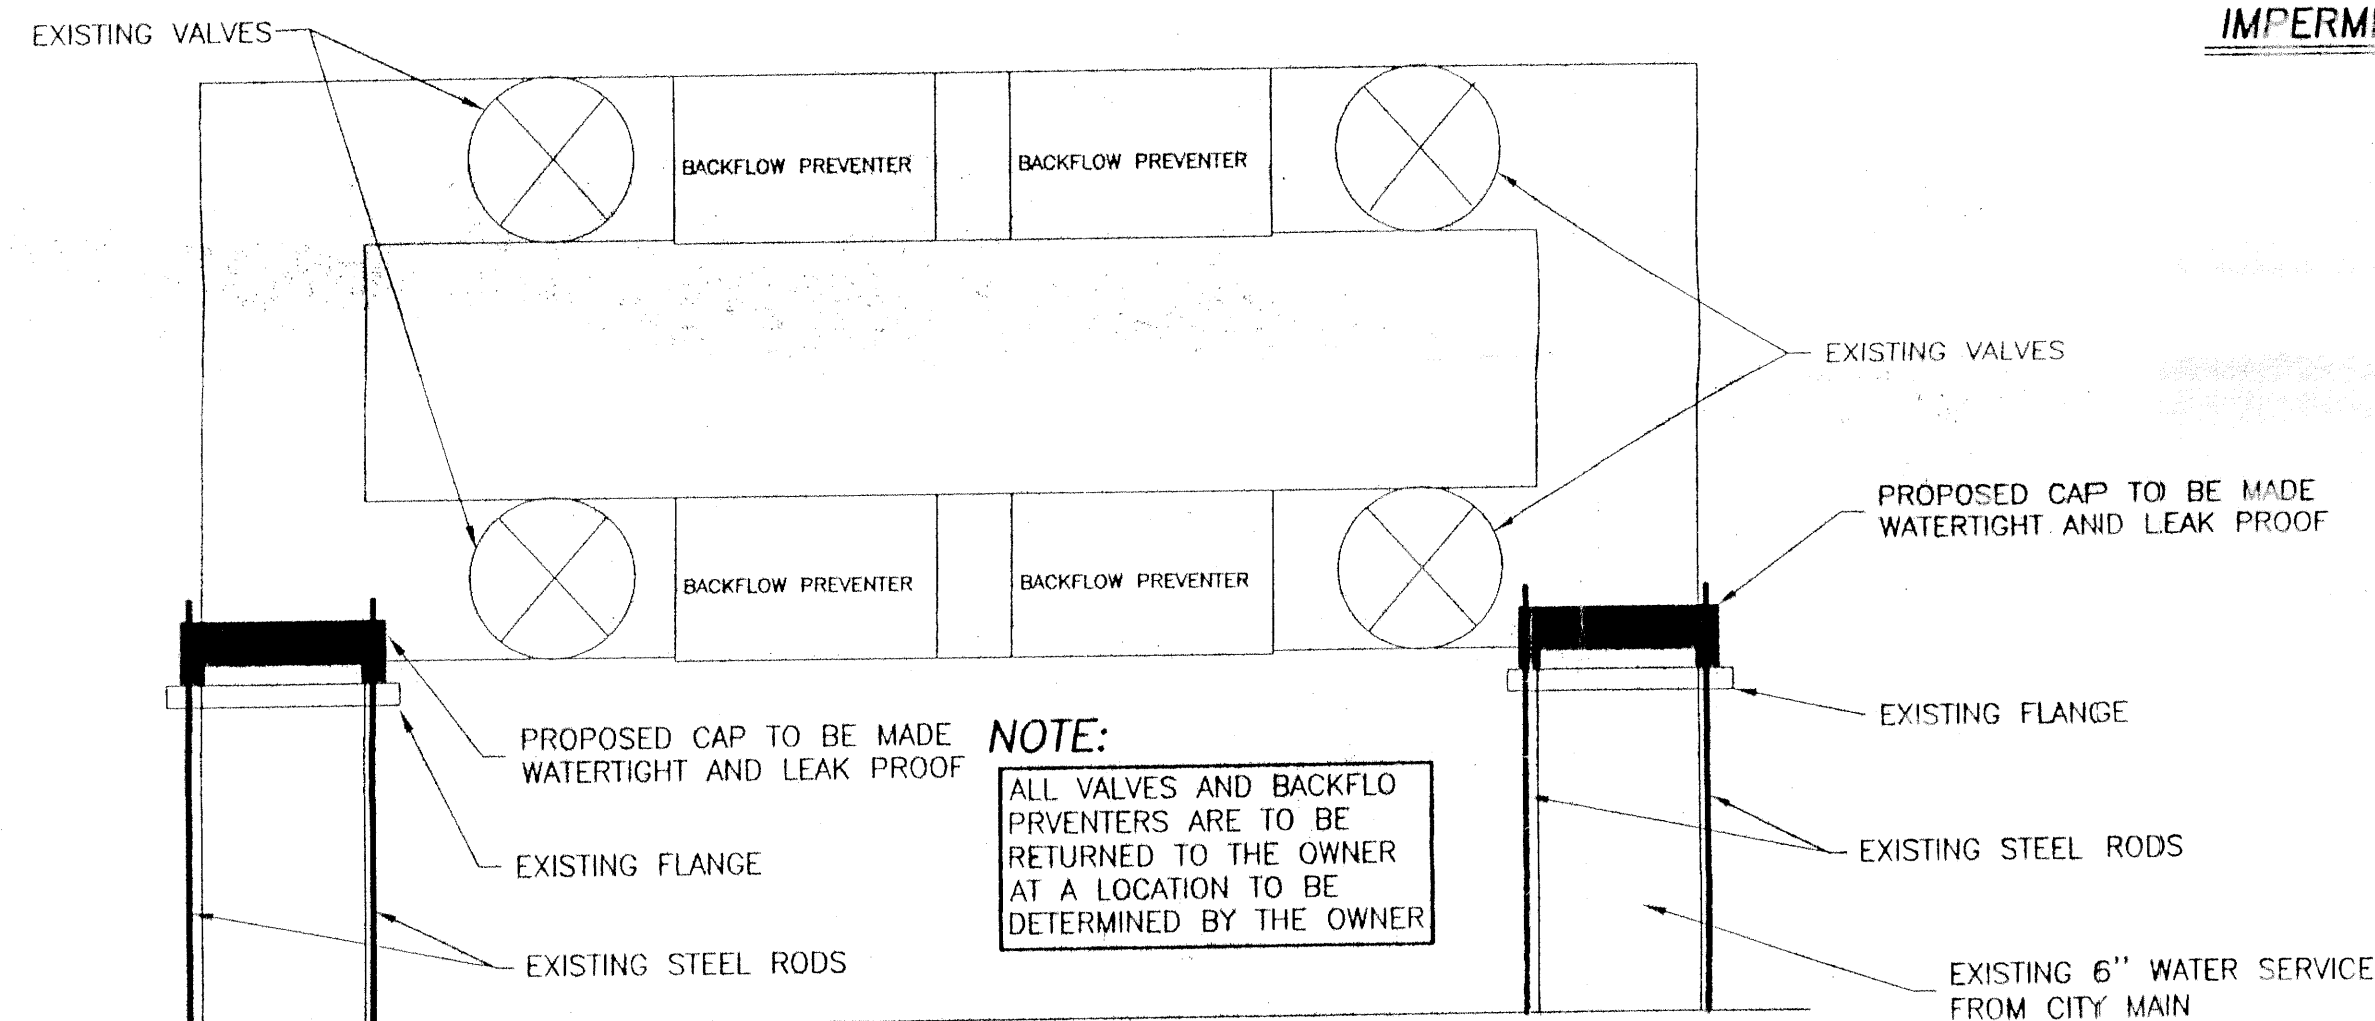 EXISTING VALVES
IMPERM
BACKFLOW PREVENTER
BACKFLOW PREVENTER
EXISTING VALVES
PROPOSED CAP TO BE MADE
WATERTIGHT AND LEAK PROOF
BACKFLOW PREVENTER
BACKFLOW PREVENTER
EXISTING FLANGE
PROPOSED CAP TO BE MADE
WATERTIGHT AND LEAK PROOF
NOTE:
ALL VALVES AND BACKFLO
PRVENTERS ARE TO BE
RETURNED TO THE OWNER
AT A LOCATION TO BE
DETERMINED BY THE OWNER
EXISTING STEEL RODS
EXISTING FLANGE
EXISTING STEEL RODS
EXISTING 6'' WATER SERVICE
FROM CITY MAIN